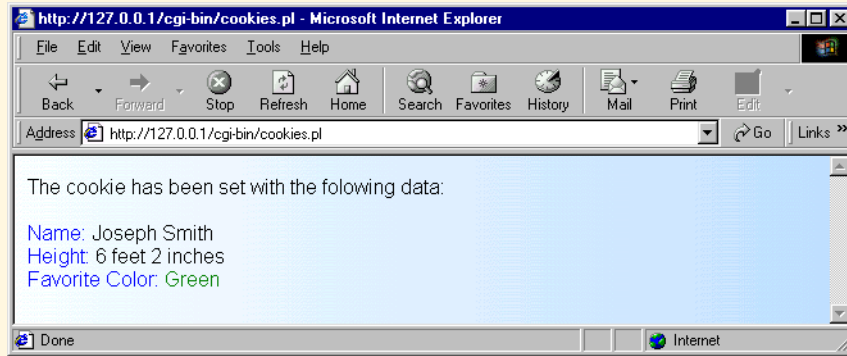 http://127.0.0.1/cgi-bin/cookies.pl - Microsoft Internet Explorer
File Edit View Favorites Tools Help
Back Forward Stop Refresh Home Search Favorites History Mail Print Edit
Address http://127.0.0.1/cgi-bin/cookies.pl Go Links »
The cookie has been set with the folowing data:
Name: Joseph Smith
Height: 6 feet 2 inches
Favorite Color: Green
Done Internet